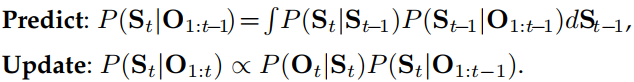 Predict: P(S_t|O_{1:t−1})=∫P(S_t|S_{t−1})P(S_{t−1}|O_{1:t−1})dS_{t−1},
Update: P(S_t|O_{1:t}) ∝ P(O_t|S_t)P(S_t|O_{1:t−1}).